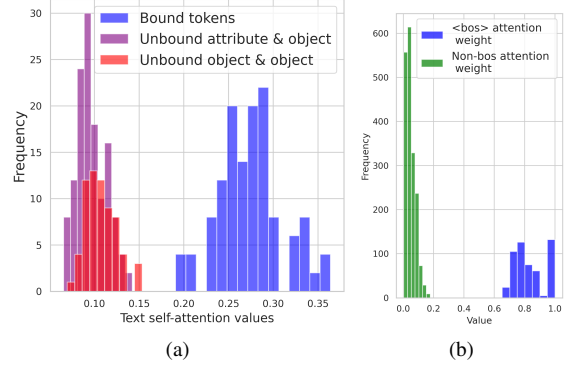 Bound tokens
Unbound attribute & object
Unbound object & object
30
25
20
15
10
5
0
Frequency
0.10 0.15 0.20 0.25 0.30 0.35
Text self-attention values
(a)
<bos> attention
weight
Non-bos attention
weight
600
500
400
300
200
100
0
Frequency
0.0 0.2 0.4 0.6 0.8 1.0
Value
(b)